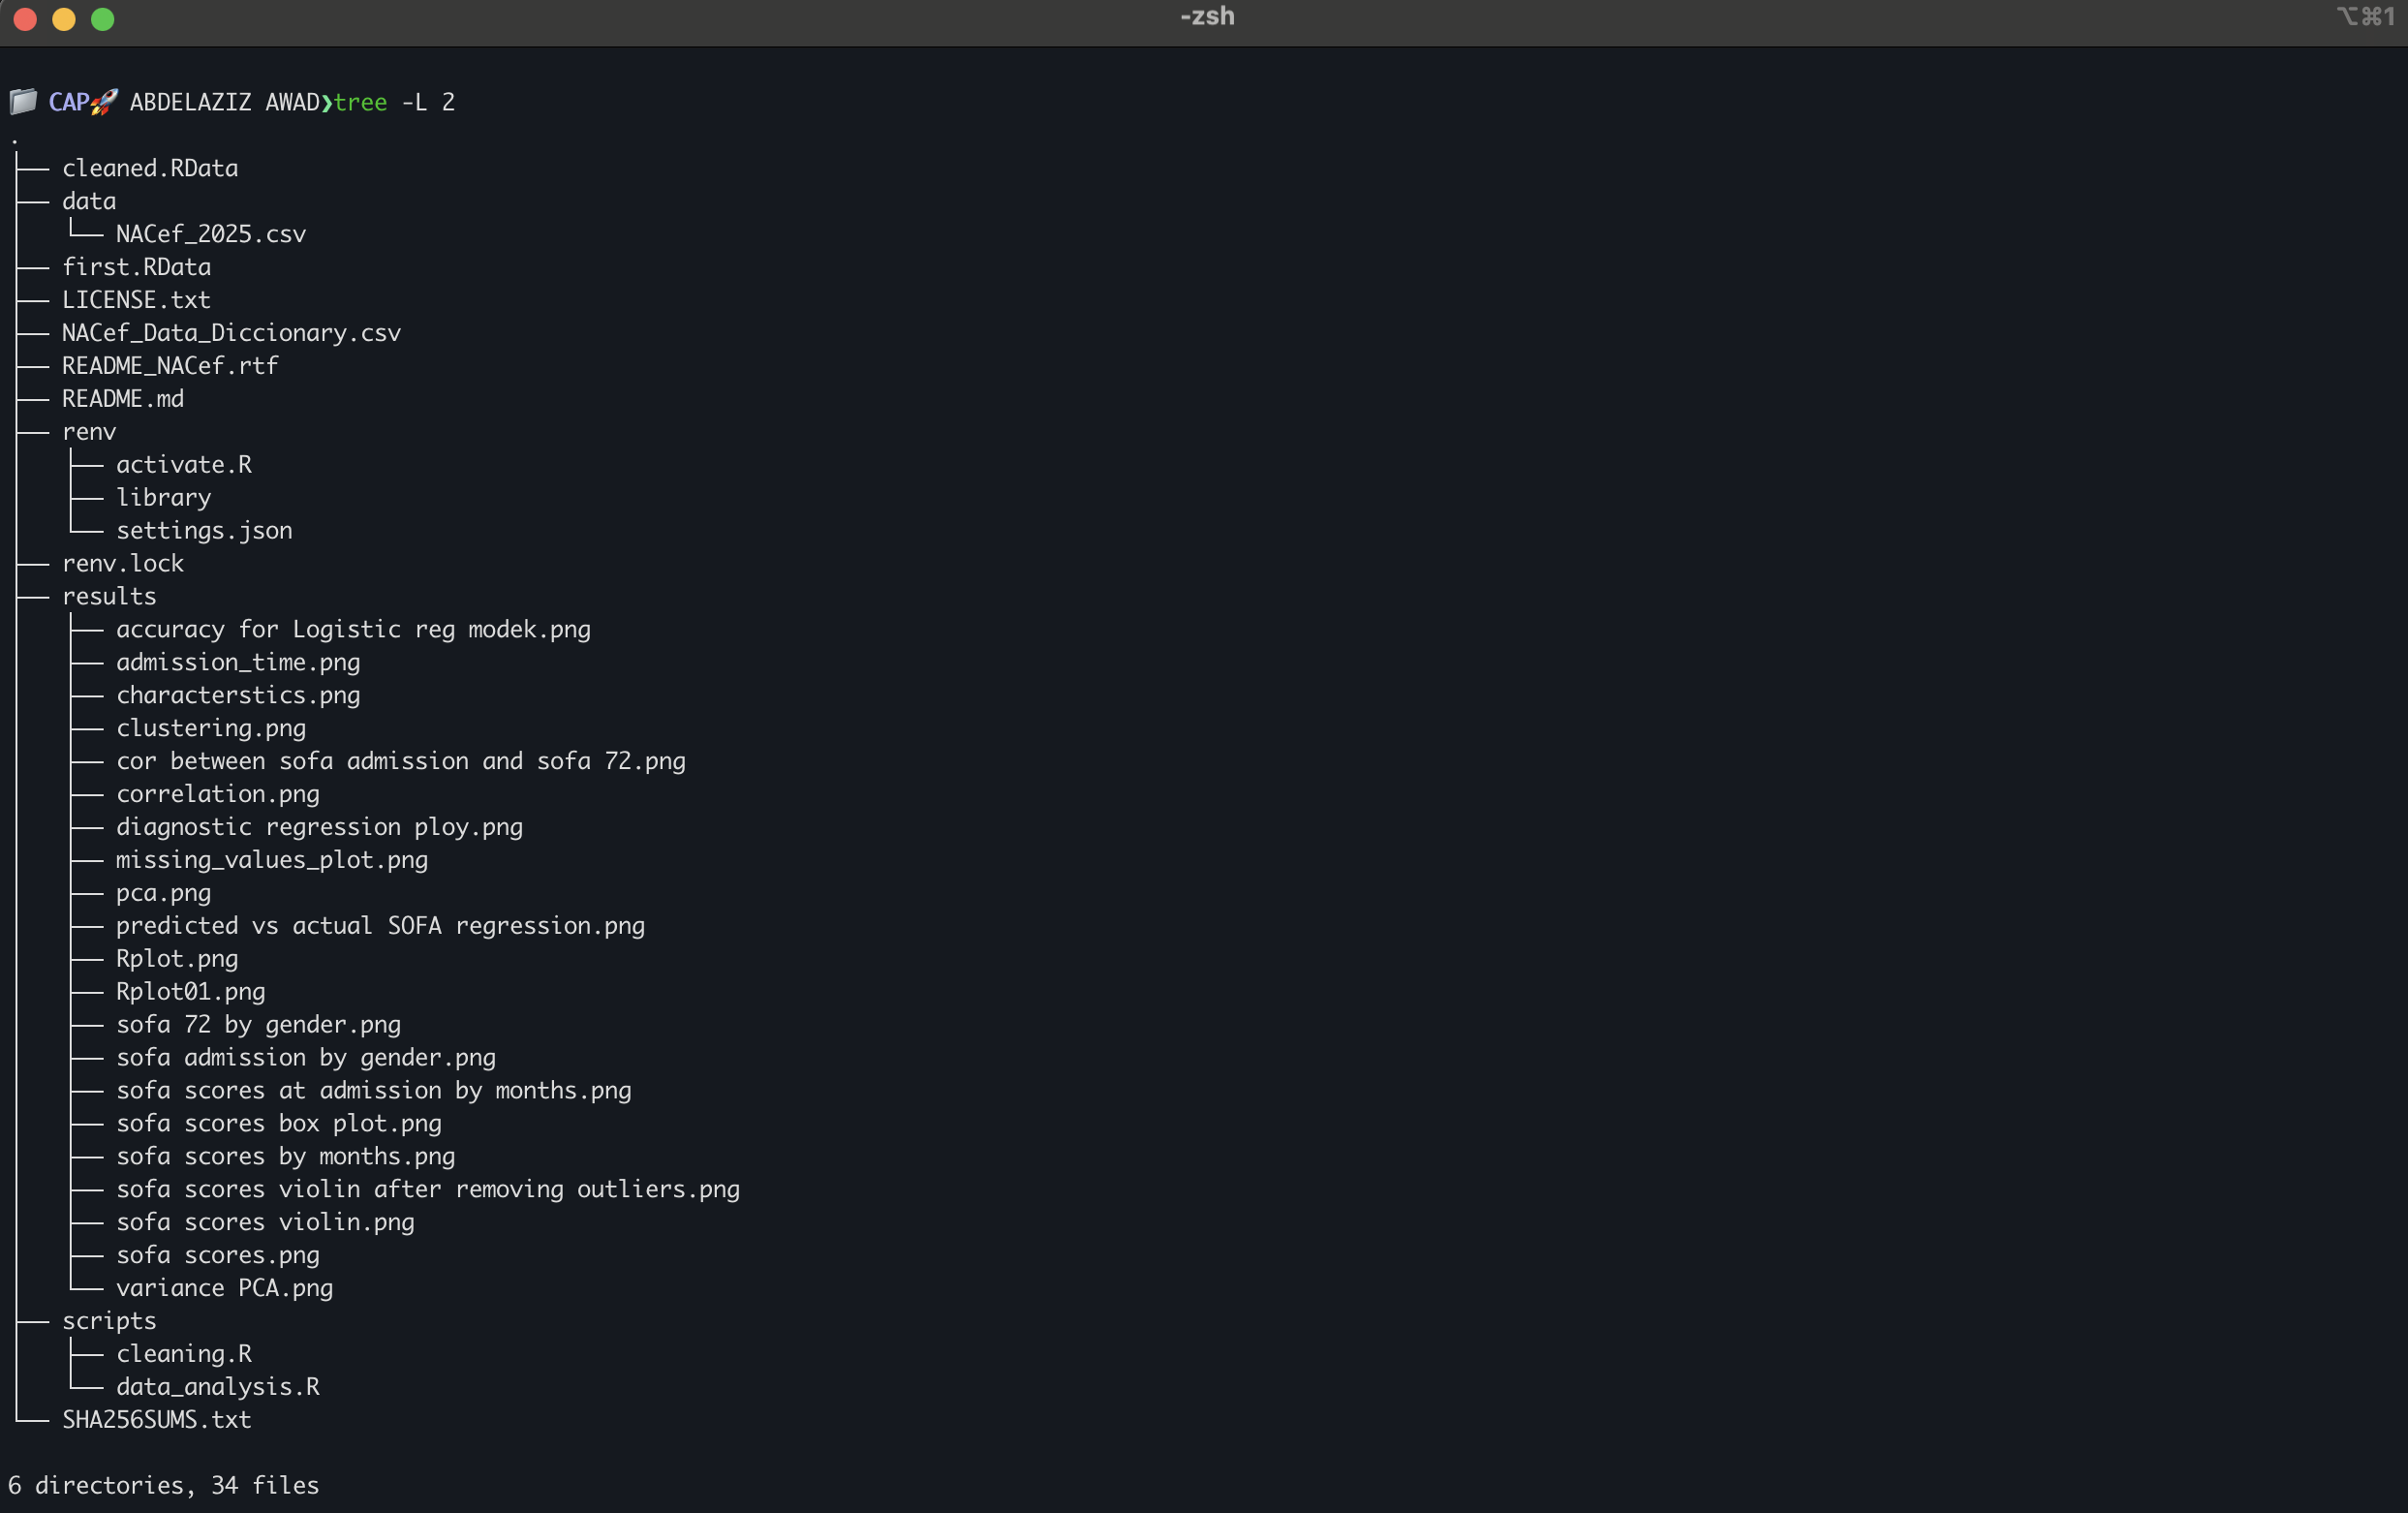 -zsh
⌥⌘1
CAP🚀 ABDELAZIZ AWAD❯tree -L 2
.
├── cleaned.RData
├── data
│   └── NACef_2025.csv
├── first.RData
├── LICENSE.txt
├── NACef_Data_Diccionary.csv
├── README_NACef.rtf
├── README.md
├── renv
│   ├── activate.R
│   ├── library
│   └── settings.json
├── renv.lock
├── results
│   ├── accuracy for Logistic reg modek.png
│   ├── admission_time.png
│   ├── characterstics.png
│   ├── clustering.png
│   ├── cor between sofa admission and sofa 72.png
│   ├── correlation.png
│   ├── diagnostic regression ploy.png
│   ├── missing_values_plot.png
│   ├── pca.png
│   ├── predicted vs actual SOFA regression.png
│   ├── Rplot.png
│   ├── Rplot01.png
│   ├── sofa 72 by gender.png
│   ├── sofa admission by gender.png
│   ├── sofa scores at admission by months.png
│   ├── sofa scores box plot.png
│   ├── sofa scores by months.png
│   ├── sofa scores violin after removing outliers.png
│   ├── sofa scores violin.png
│   ├── sofa scores.png
│   └── variance PCA.png
├── scripts
│   ├── cleaning.R
│   └── data_analysis.R
└── SHA256SUMS.txt
6 directories, 34 files